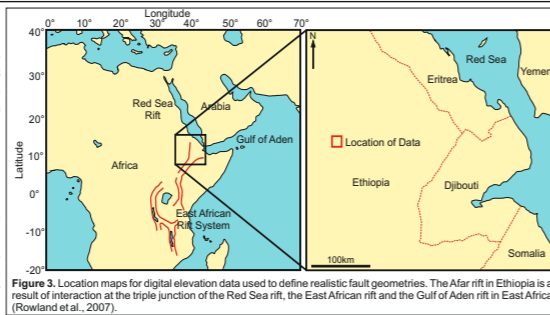 Longitude
0° 10° 20° 30° 40° 50° 60° 70°
40°
30°
20°
10°
0°
-10°
-20°
Latitude
Red Sea
Rift
Arabia
Gulf of Aden
Africa
East African
Rift System
N
Red Sea
Yemen
Eritrea
Location of Data
Ethiopia
Djibouti
Somalia
100km
Figure 3. Location maps for digital elevation data used to define realistic fault geometries. The Afar rift in Ethiopia is a
result of interaction at the triple junction of the Red Sea rift, the East African rift and the Gulf of Aden rift in East Africa
(Rowland et al., 2007).